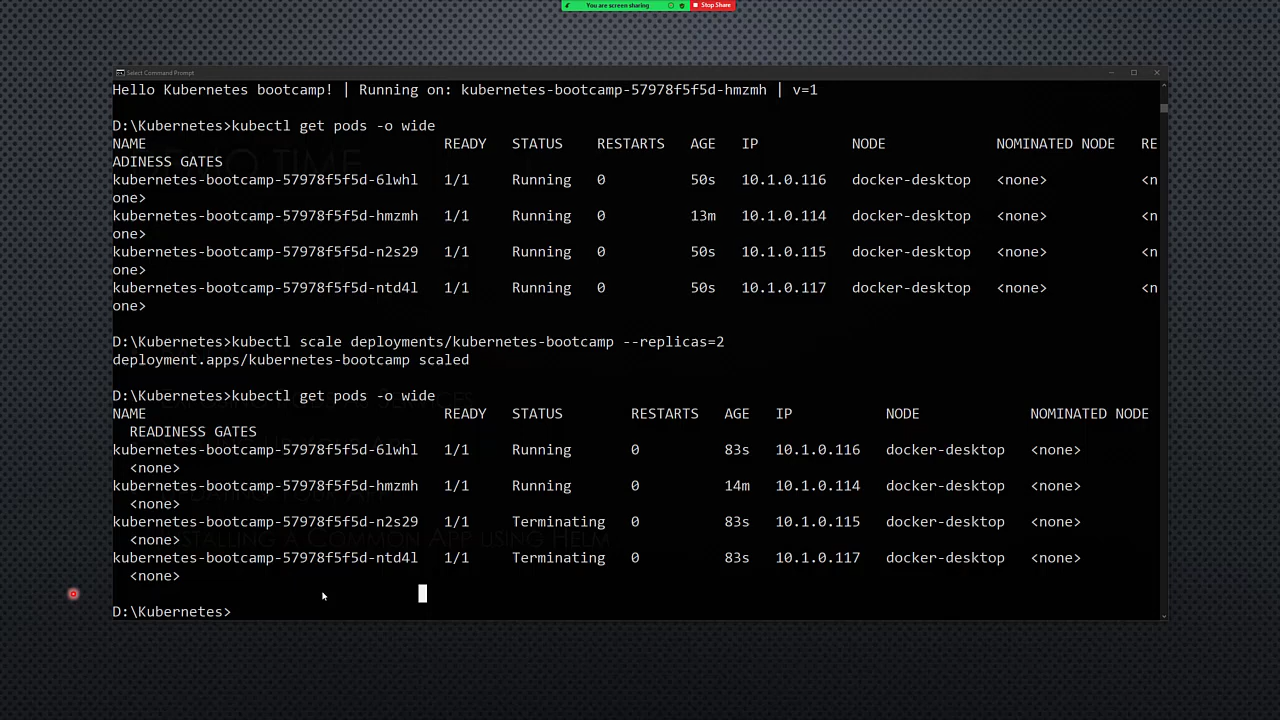 You are screen sharing
Stop Share
Select Command Prompt
Hello Kubernetes bootcamp! | Running on: kubernetes-bootcamp-57978f5f5d-hmzmh | v=1
D:\Kubernetes>kubectl get pods -o wide
NAME READY STATUS RESTARTS AGE IP NODE NOMINATED NODE RE
ADINESS GATES
kubernetes-bootcamp-57978f5f5d-6lwhl 1/1 Running 0 50s 10.1.0.116 docker-desktop <none> <n
one>
kubernetes-bootcamp-57978f5f5d-hmzmh 1/1 Running 0 13m 10.1.0.114 docker-desktop <none> <n
one>
kubernetes-bootcamp-57978f5f5d-n2s29 1/1 Running 0 50s 10.1.0.115 docker-desktop <none> <n
one>
kubernetes-bootcamp-57978f5f5d-ntd4l 1/1 Running 0 50s 10.1.0.117 docker-desktop <none> <n
one>
D:\Kubernetes>kubectl scale deployments/kubernetes-bootcamp --replicas=2
deployment.apps/kubernetes-bootcamp scaled
D:\Kubernetes>kubectl get pods -o wide
NAME READY STATUS RESTARTS AGE IP NODE NOMINATED NODE
READINESS GATES
kubernetes-bootcamp-57978f5f5d-6lwhl 1/1 Running 0 83s 10.1.0.116 docker-desktop <none>
<none>
kubernetes-bootcamp-57978f5f5d-hmzmh 1/1 Running 0 14m 10.1.0.114 docker-desktop <none>
<none>
kubernetes-bootcamp-57978f5f5d-n2s29 1/1 Terminating 0 83s 10.1.0.115 docker-desktop <none>
<none>
kubernetes-bootcamp-57978f5f5d-ntd4l 1/1 Terminating 0 83s 10.1.0.117 docker-desktop <none>
<none>
D:\Kubernetes>